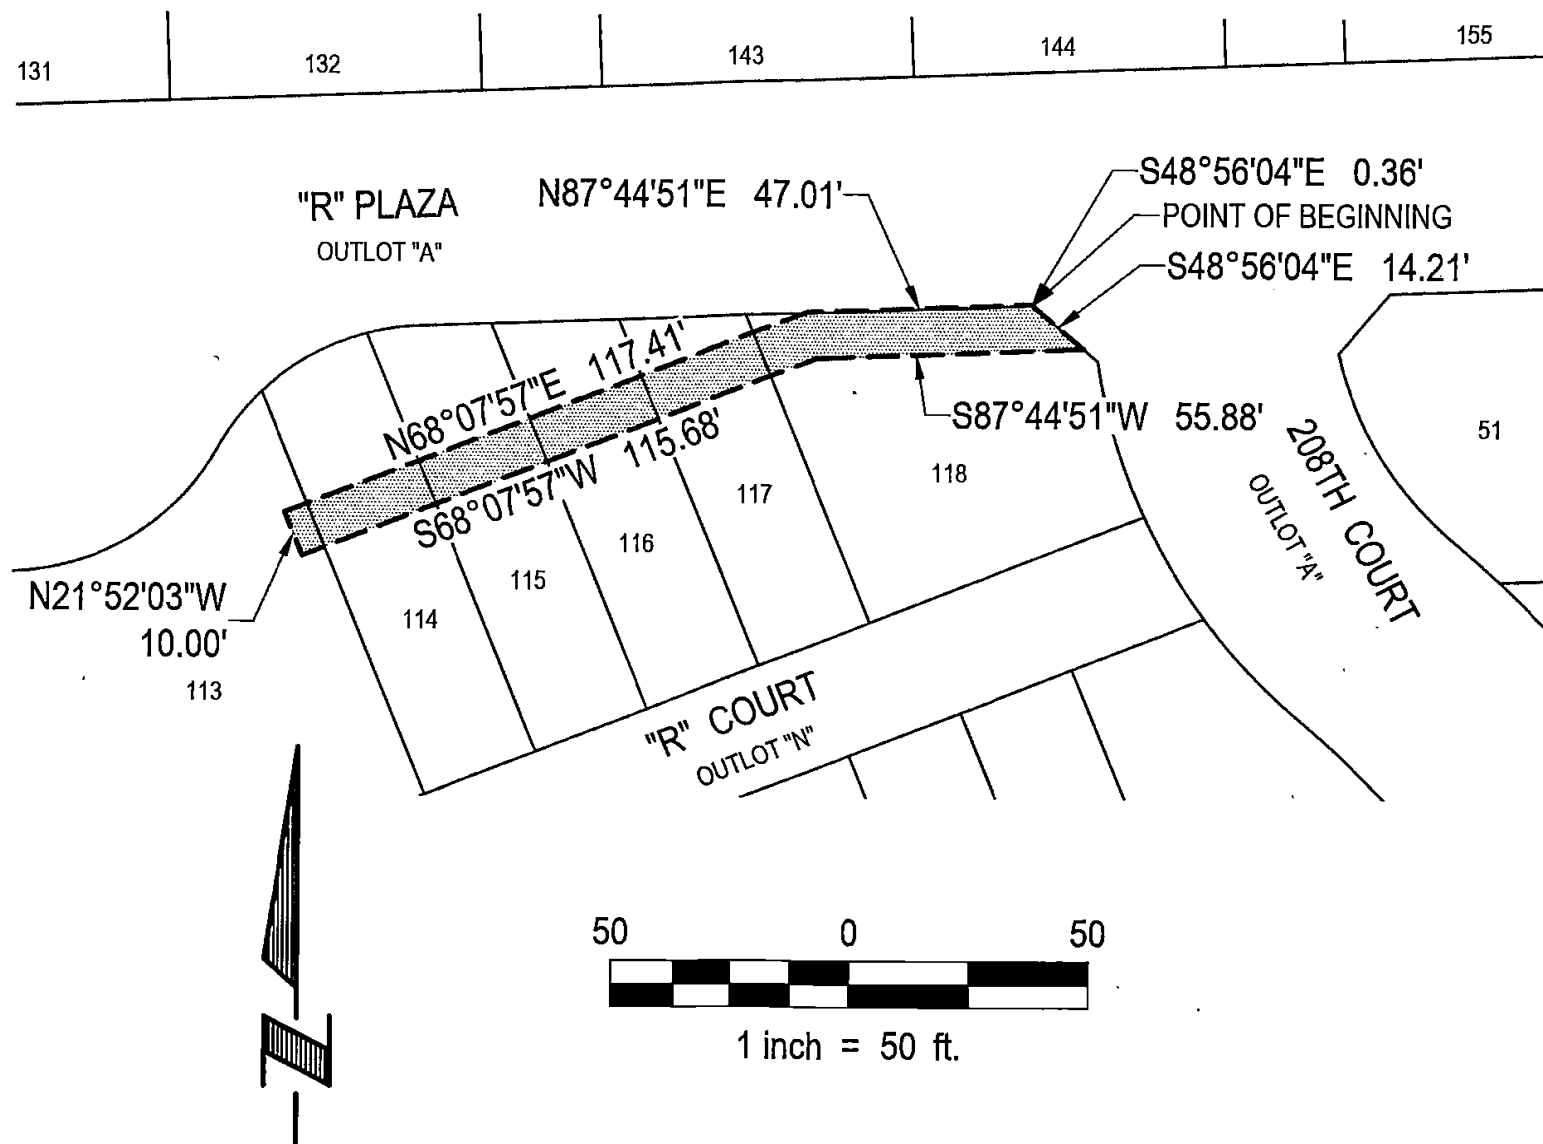 131
132
143
144
155
"R" PLAZA
OUTLOT "A"
N87°44'51"E 47.01'
S48°56'04"E 0.36'
POINT OF BEGINNING
S48°56'04"E 14.21'
N68°07'57"E 117.41'
S68°07'57"W 115.68'
S87°44'51"W 55.88'
N21°52'03"W
10.00'
113
114
115
116
117
118
51
208TH COURT
OUTLOT "A"
"R" COURT
OUTLOT "N"
50 0 50
1 inch = 50 ft.